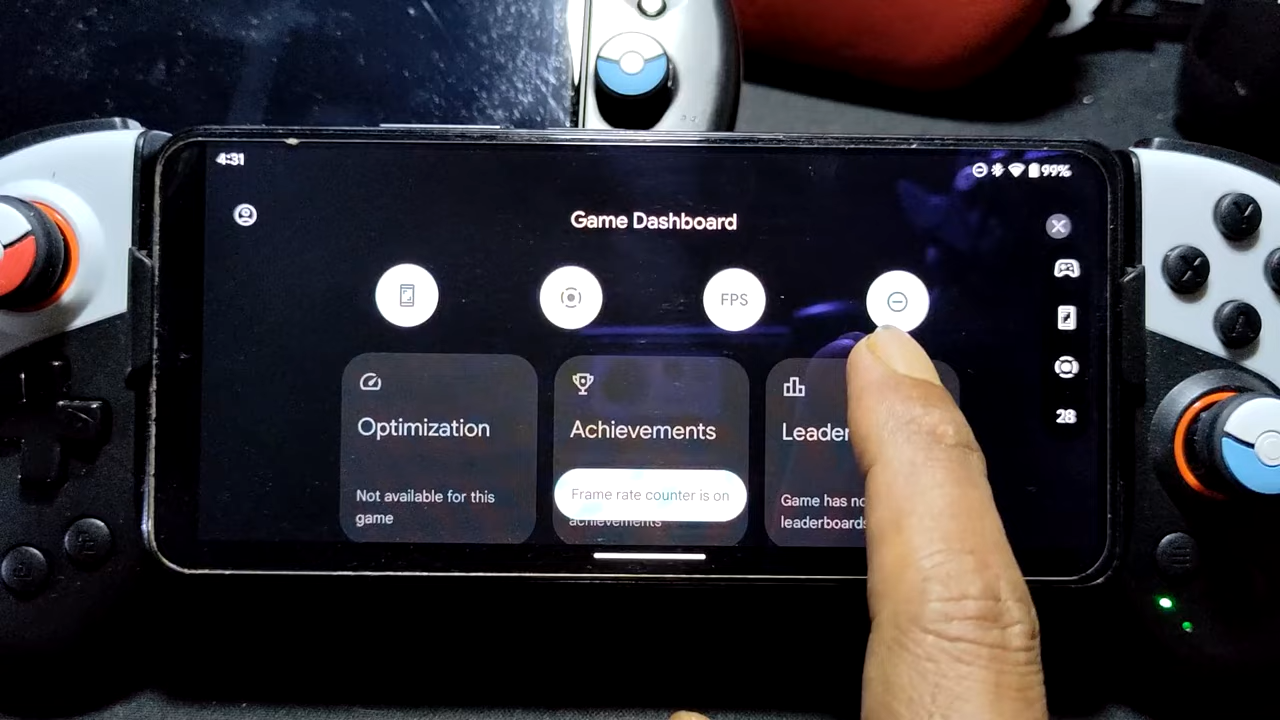 4:31
99%
Game Dashboard
FPS
28
Optimization
Achievements
Leader
Frame rate counter is on
Not available for this
game
achievements
Game has no
leaderboards
Y
X
A